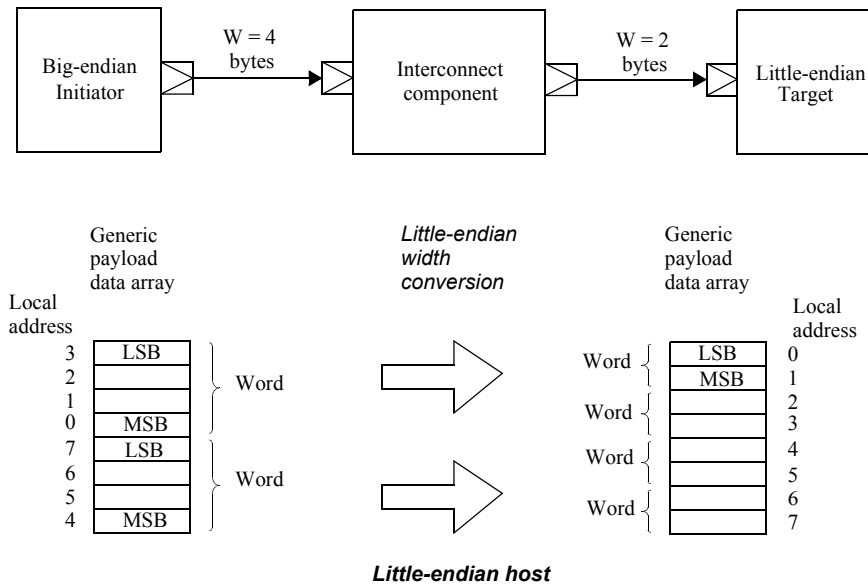 Big-endian
Initiator
W = 4
bytes
Interconnect
component
W = 2
bytes
Little-endian
Target
Generic
payload
data array
Little-endian
width
conversion
Generic
payload
data array
Local
address
Local
address
3 LSB
2
1
0 MSB
Word
7 LSB
6
5
4 MSB
Word
Word
LSB 0
MSB 1
Word
2
3
Word
4
5
Word
6
7
Little-endian host